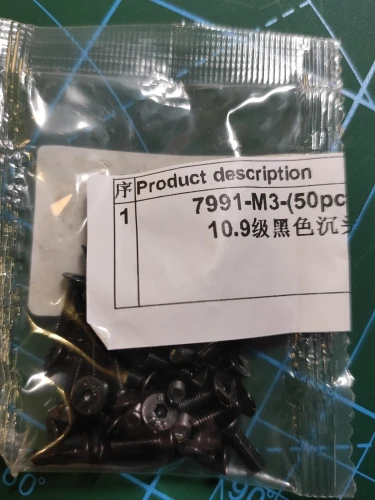 序 Product description
1 7991-M3-(50pc
10.9级黑色沉